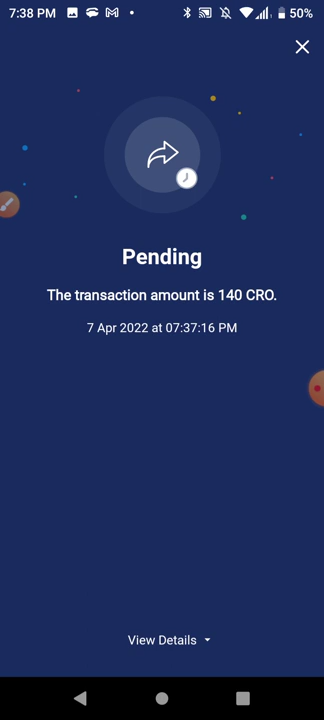 7:38 PM
50%
Pending
The transaction amount is 140 CRO.
7 Apr 2022 at 07:37:16 PM
View Details